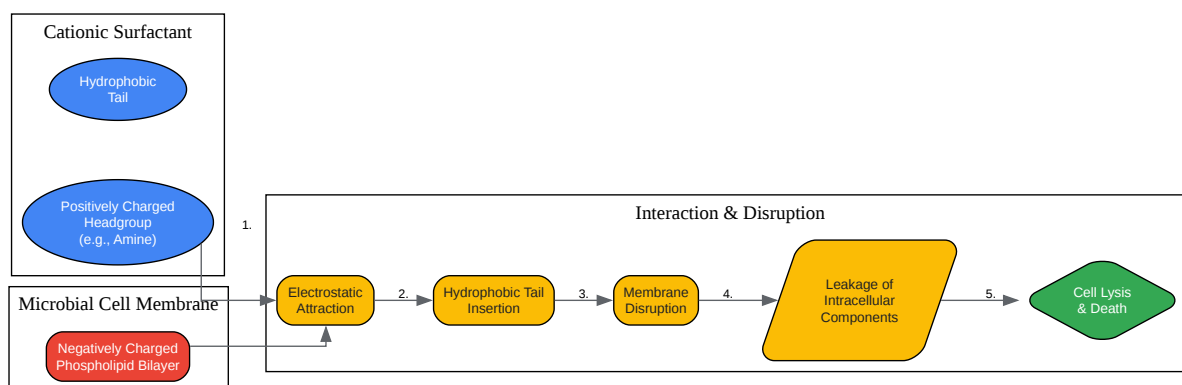 Cationic Surfactant
Hydrophobic
Tail
Positively Charged
Headgroup
(e.g., Amine)
Microbial Cell Membrane
Negatively Charged
Phospholipid Bilayer
1.
Interaction & Disruption
Electrostatic
Attraction
2.
Hydrophobic Tail
Insertion
3.
Membrane
Disruption
4.
Leakage of
Intracellular
Components
5.
Cell Lysis
& Death